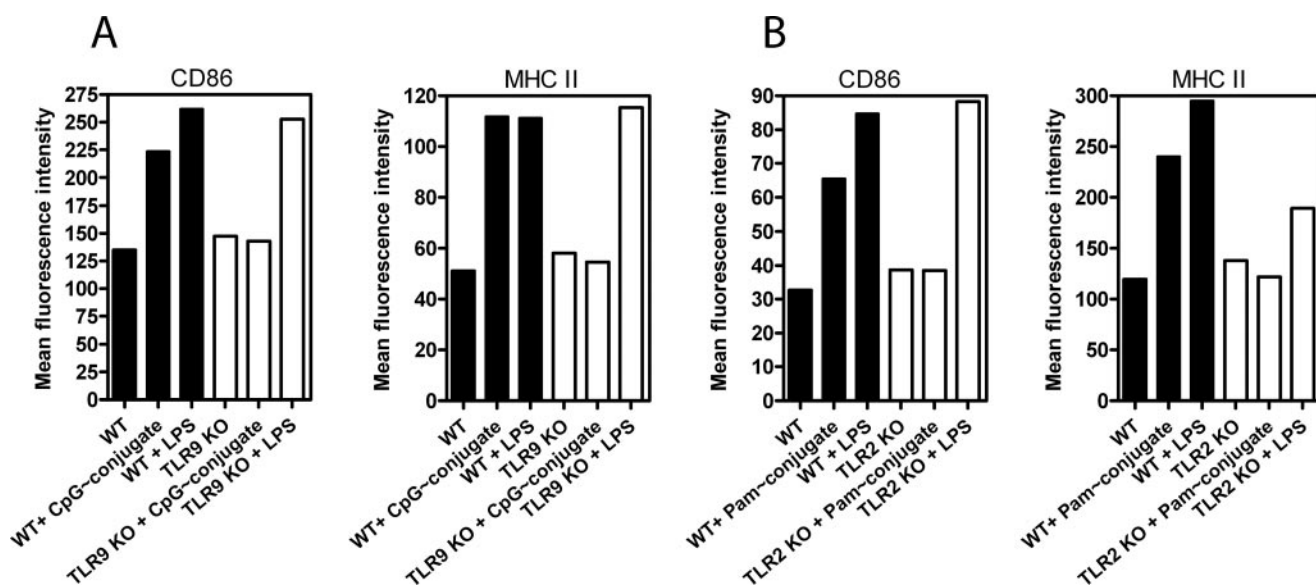 A
B
CD86
Mean fluorescence intensity
275
250
225
200
175
150
125
100
75
50
25
0
WT
WT+ CpG~conjugate
WT + LPS
TLR9 KO
TLR9 KO + CpG~conjugate
TLR9 KO + LPS
MHC II
Mean fluorescence intensity
120
100
80
60
40
20
0
WT
WT+ CpG~conjugate
WT + LPS
TLR9 KO
TLR9 KO + CpG~conjugate
TLR9 KO + LPS
CD86
Mean fluorescence intensity
90
80
70
60
50
40
30
20
10
0
WT
WT+ Pam~conjugate
WT + LPS
TLR2 KO
TLR2 KO + Pam~conjugate
TLR2 KO + LPS
MHC II
Mean fluorescence intensity
300
250
200
150
100
50
0
WT
WT+ Pam~conjugate
WT + LPS
TLR2 KO
TLR2 KO + Pam~conjugate
TLR2 KO + LPS